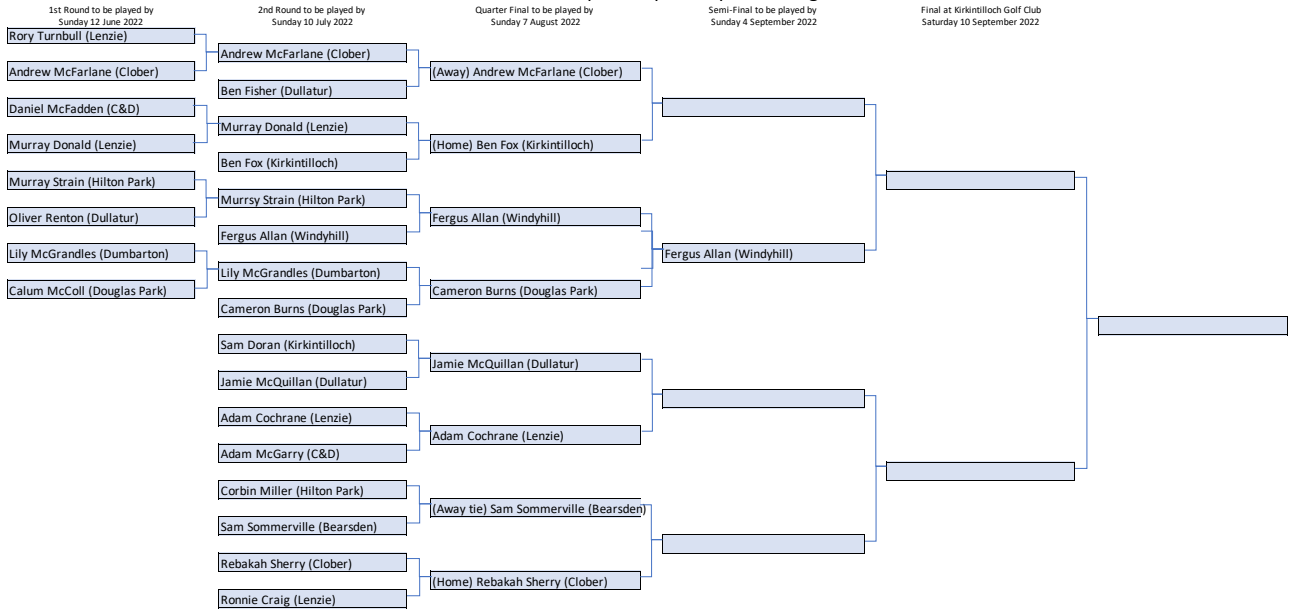 1st Round to be played by
Sunday 12 June 2022
2nd Round to be played by
Sunday 10 July 2022
Quarter Final to be played by
Sunday 7 August 2022
Semi-Final to be played by
Sunday 4 September 2022
Final at Kirkintilloch Golf Club
Saturday 10 September 2022
Rory Turnbull (Lenzie)
Andrew McFarlane (Clober)
Daniel McFadden (C&D)
Murray Donald (Lenzie)
Murray Strain (Hilton Park)
Oliver Renton (Dullatur)
Lily McGrandles (Dumbarton)
Calum McColl (Douglas Park)
Andrew McFarlane (Clober)
Ben Fisher (Dullatur)
Murray Donald (Lenzie)
Ben Fox (Kirkintilloch)
Murrsy Strain (Hilton Park)
Fergus Allan (Windyhill)
Lily McGrandles (Dumbarton)
Cameron Burns (Douglas Park)
Sam Doran (Kirkintilloch)
Jamie McQuillan (Dullatur)
Adam Cochrane (Lenzie)
Adam McGarry (C&D)
Corbin Miller (Hilton Park)
Sam Sommerville (Bearsden)
Rebakah Sherry (Clober)
Ronnie Craig (Lenzie)
(Away) Andrew McFarlane (Clober)
(Home) Ben Fox (Kirkintilloch)
Fergus Allan (Windyhill)
Cameron Burns (Douglas Park)
Jamie McQuillan (Dullatur)
Adam Cochrane (Lenzie)
(Away tie) Sam Sommerville (Bearsden)
(Home) Rebakah Sherry (Clober)
Fergus Allan (Windyhill)